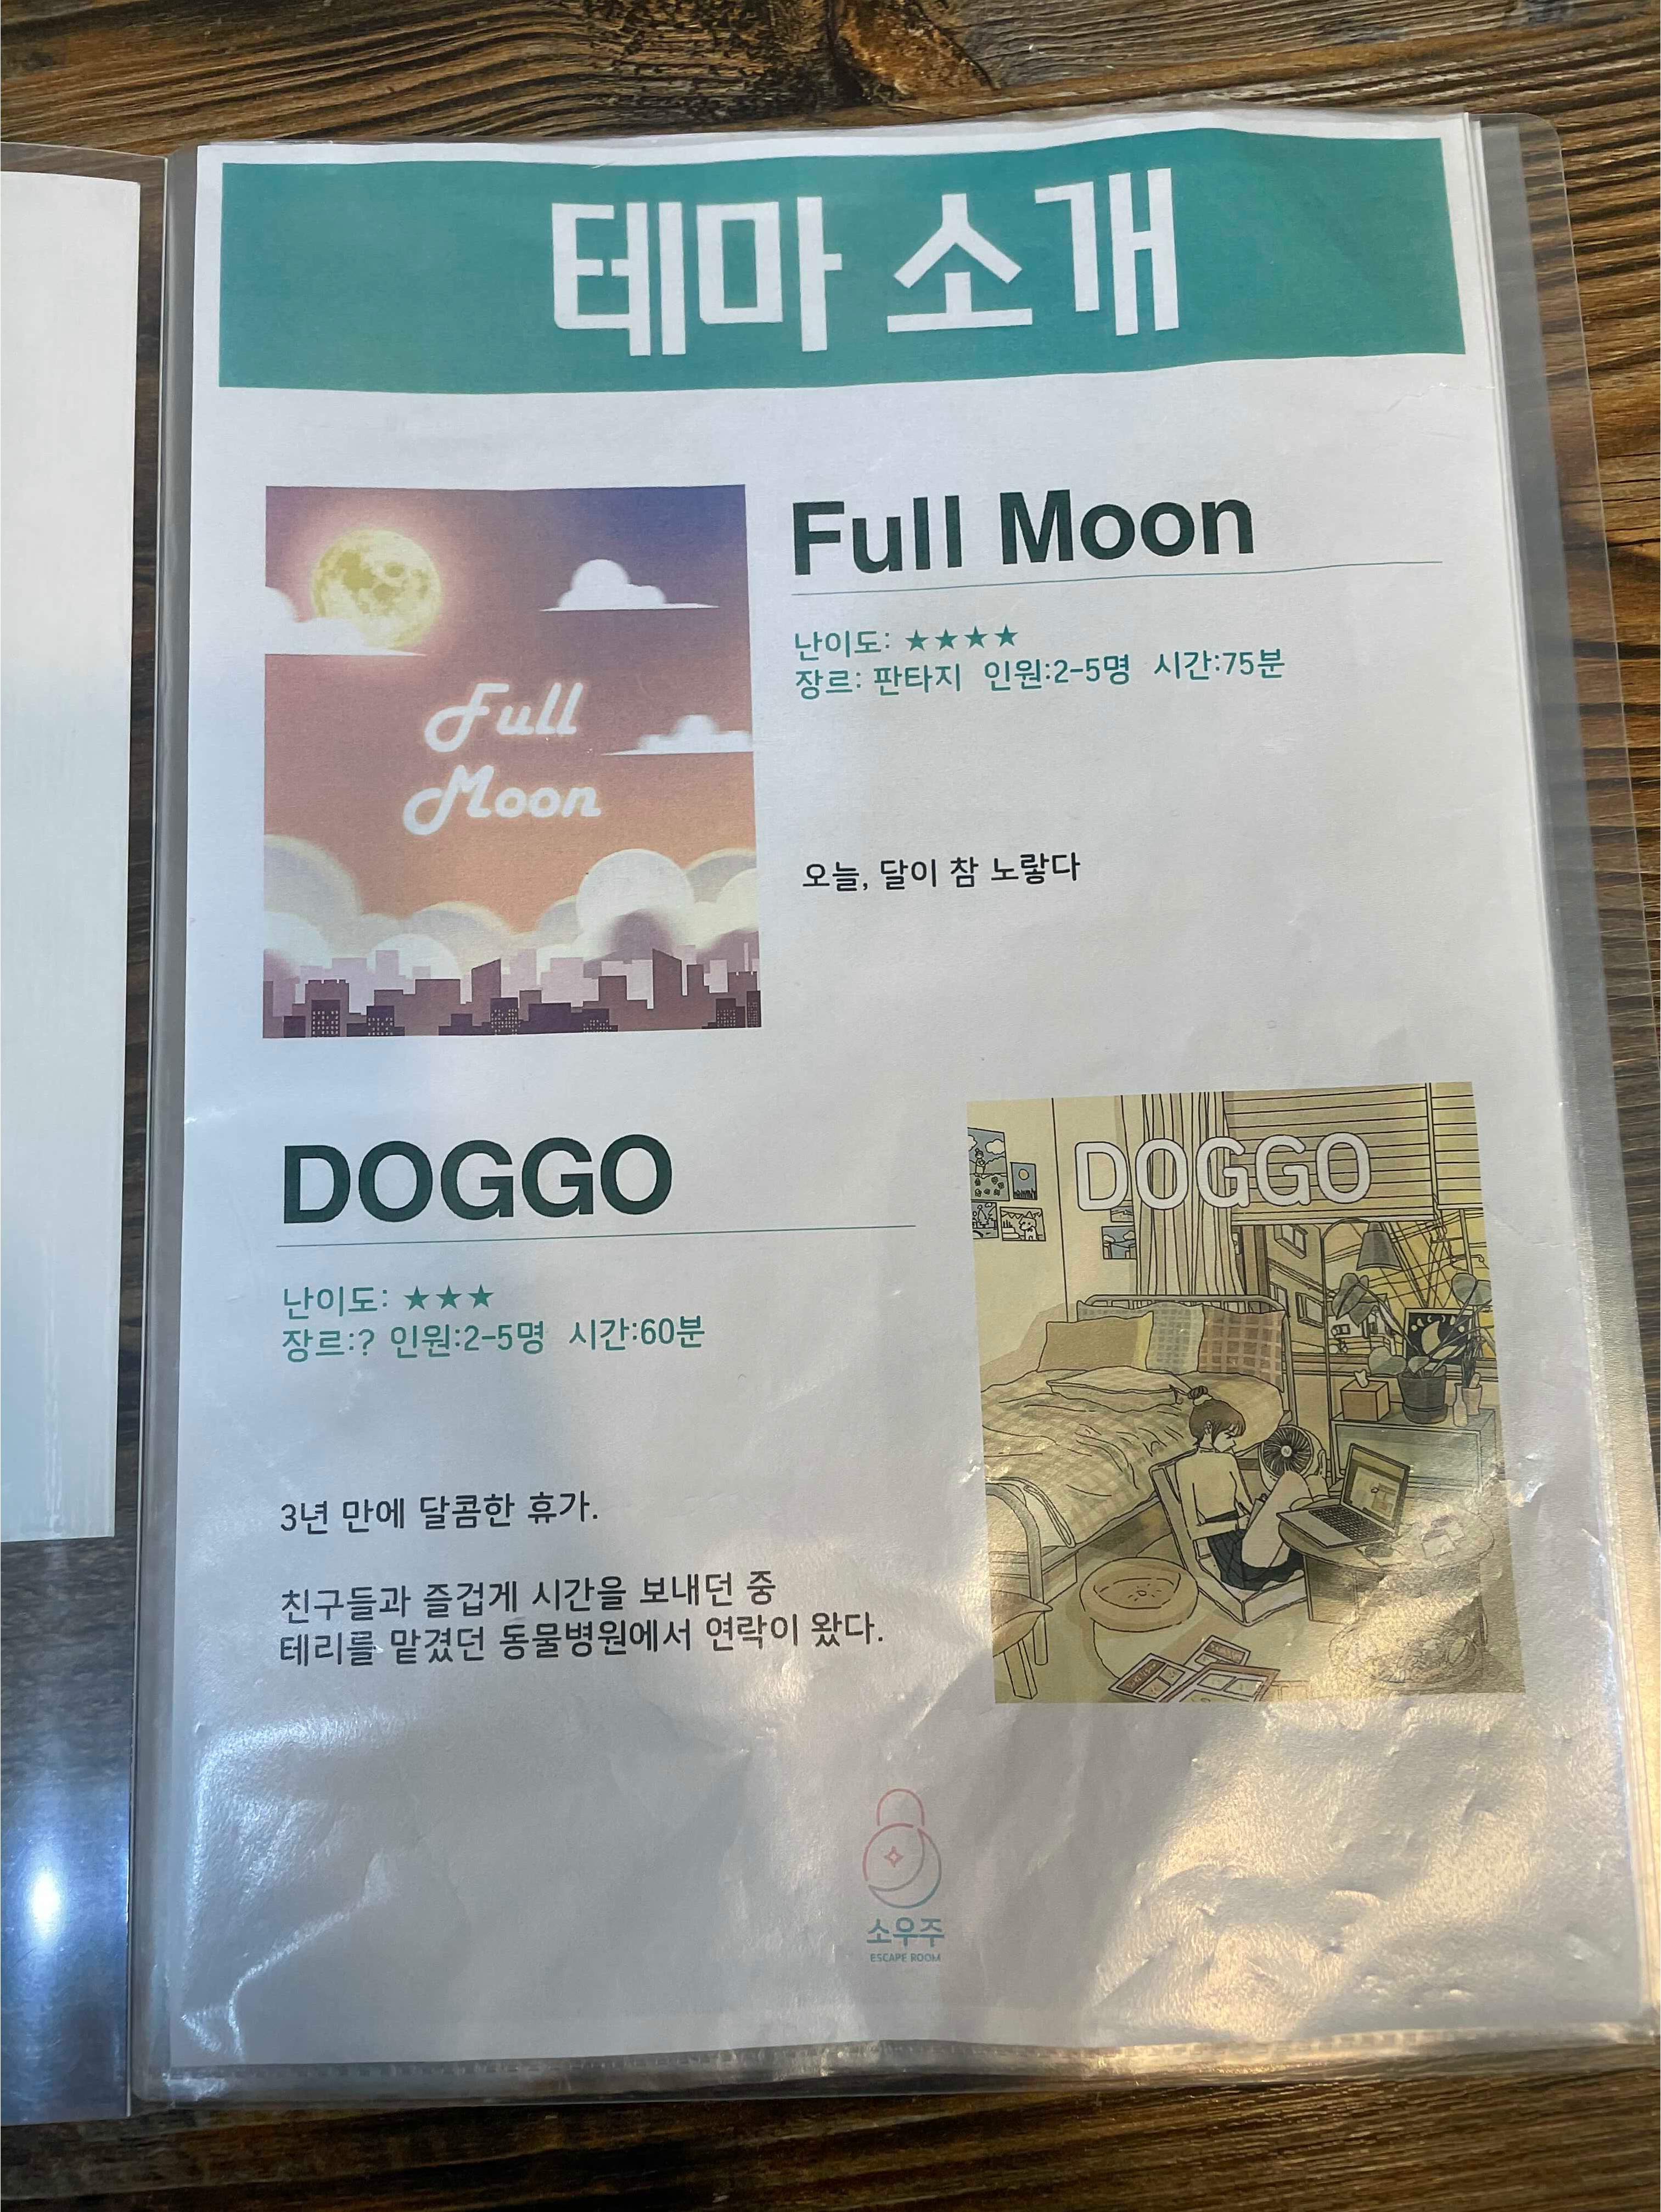 테마 소개
Full
Moon
Full Moon
난이도: ★★★★
장르: 판타지 인원:2-5명 시간:75분
오늘, 달이 참 노랗다
DOGGO
DOGGO
난이도: ★★★
장르:? 인원:2-5명 시간:60분
3년 만에 달콤한 휴가.
친구들과 즐겁게 시간을 보내던 중
테리를 맡겼던 동물병원에서 연락이 왔다.
소우주
ESCAPE ROOM